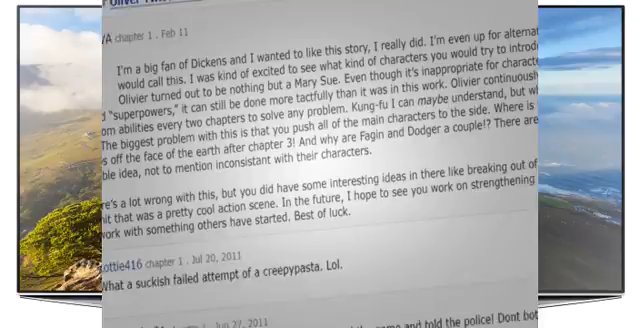 /A chapter 1 . Feb 11
I'm a big fan of Dickens and I wanted to like this story, I really did. I'm even up for
would call this. I was kind of excited to see what kind of characters you would try to
Olivier turned out to be nothing but a Mary Sue. Even though it's inappropriate for
"superpowers," it can still be done more tactfully than it was in this work. Olivier
om abilities every two chapters to solve any problem. Kung-fu I can maybe understand, but
The biggest problem with this is that you push all of the main characters to the side. Where is
s off the face of the earth after chapter 3! And why are Fagin and Dodger a couple!? There are
ble idea, not to mention inconsistant with their characters.
re's a lot wrong with this, but you did have some interesting ideas in there like breaking out of
it that was a pretty cool action scene. In the future, I hope to see you work on strengthening
work with something others have started. Best of luck.
ottie416 chapter 1 . Jul 20, 2011
What a suckish failed attempt of a creepypasta. Lol.
Jun 27, 2011
and told the police! Dont